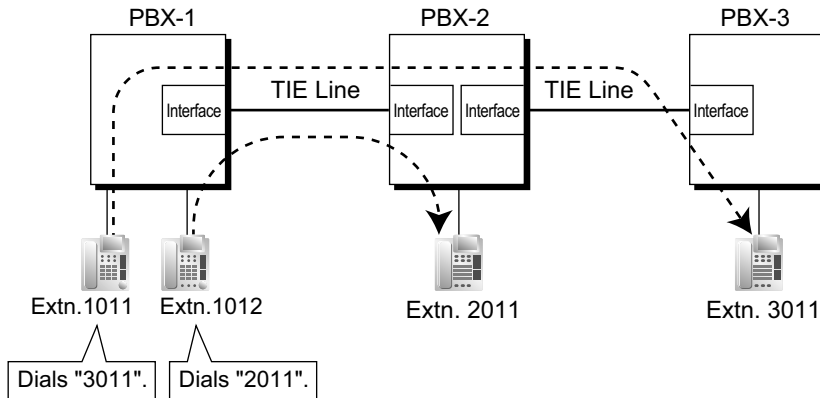 PBX-1
PBX-2
PBX-3
TIE Line
TIE Line
Interface
Interface
Interface
Interface
Extn.1011
Extn.1012
Extn. 2011
Extn. 3011
Dials "3011".
Dials "2011".